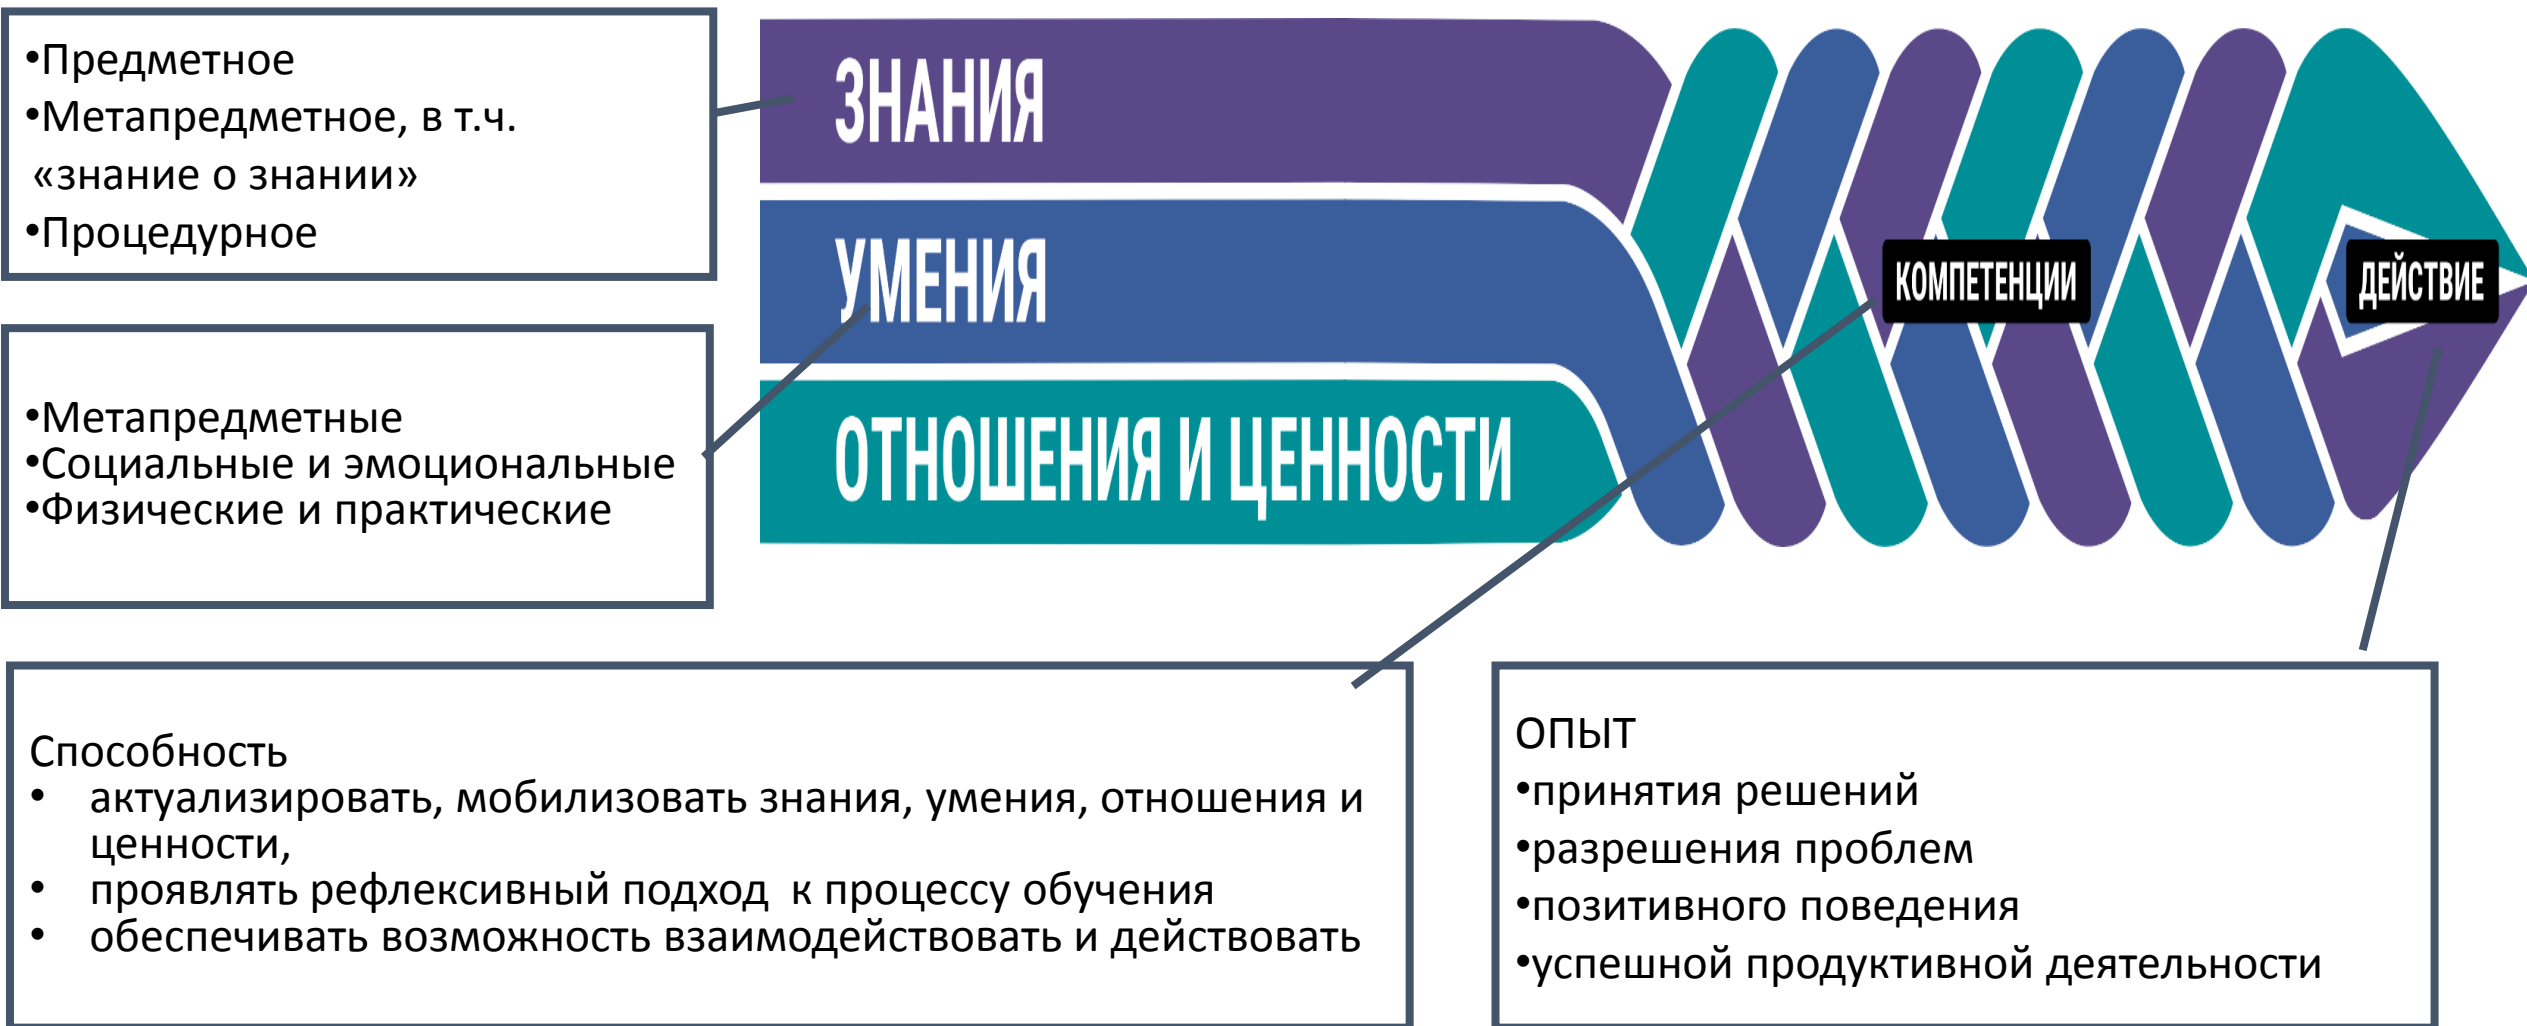 •Предметное
•Метапредметное, в т.ч.
«знание о знании»
•Процедурное
ЗНАНИЯ
УМЕНИЯ
ОТНОШЕНИЯ И ЦЕННОСТИ
КОМПЕТЕНЦИИ
ДЕЙСТВИЕ
•Метапредметные
•Социальные и эмоциональные
•Физические и практические
Способность
• актуализировать, мобилизовать знания, умения, отношения и
ценности,
• проявлять рефлексивный подход к процессу обучения
• обеспечивать возможность взаимодействовать и действовать
ОПЫТ
•принятия решений
•разрешения проблем
•позитивного поведения
•успешной продуктивной деятельности